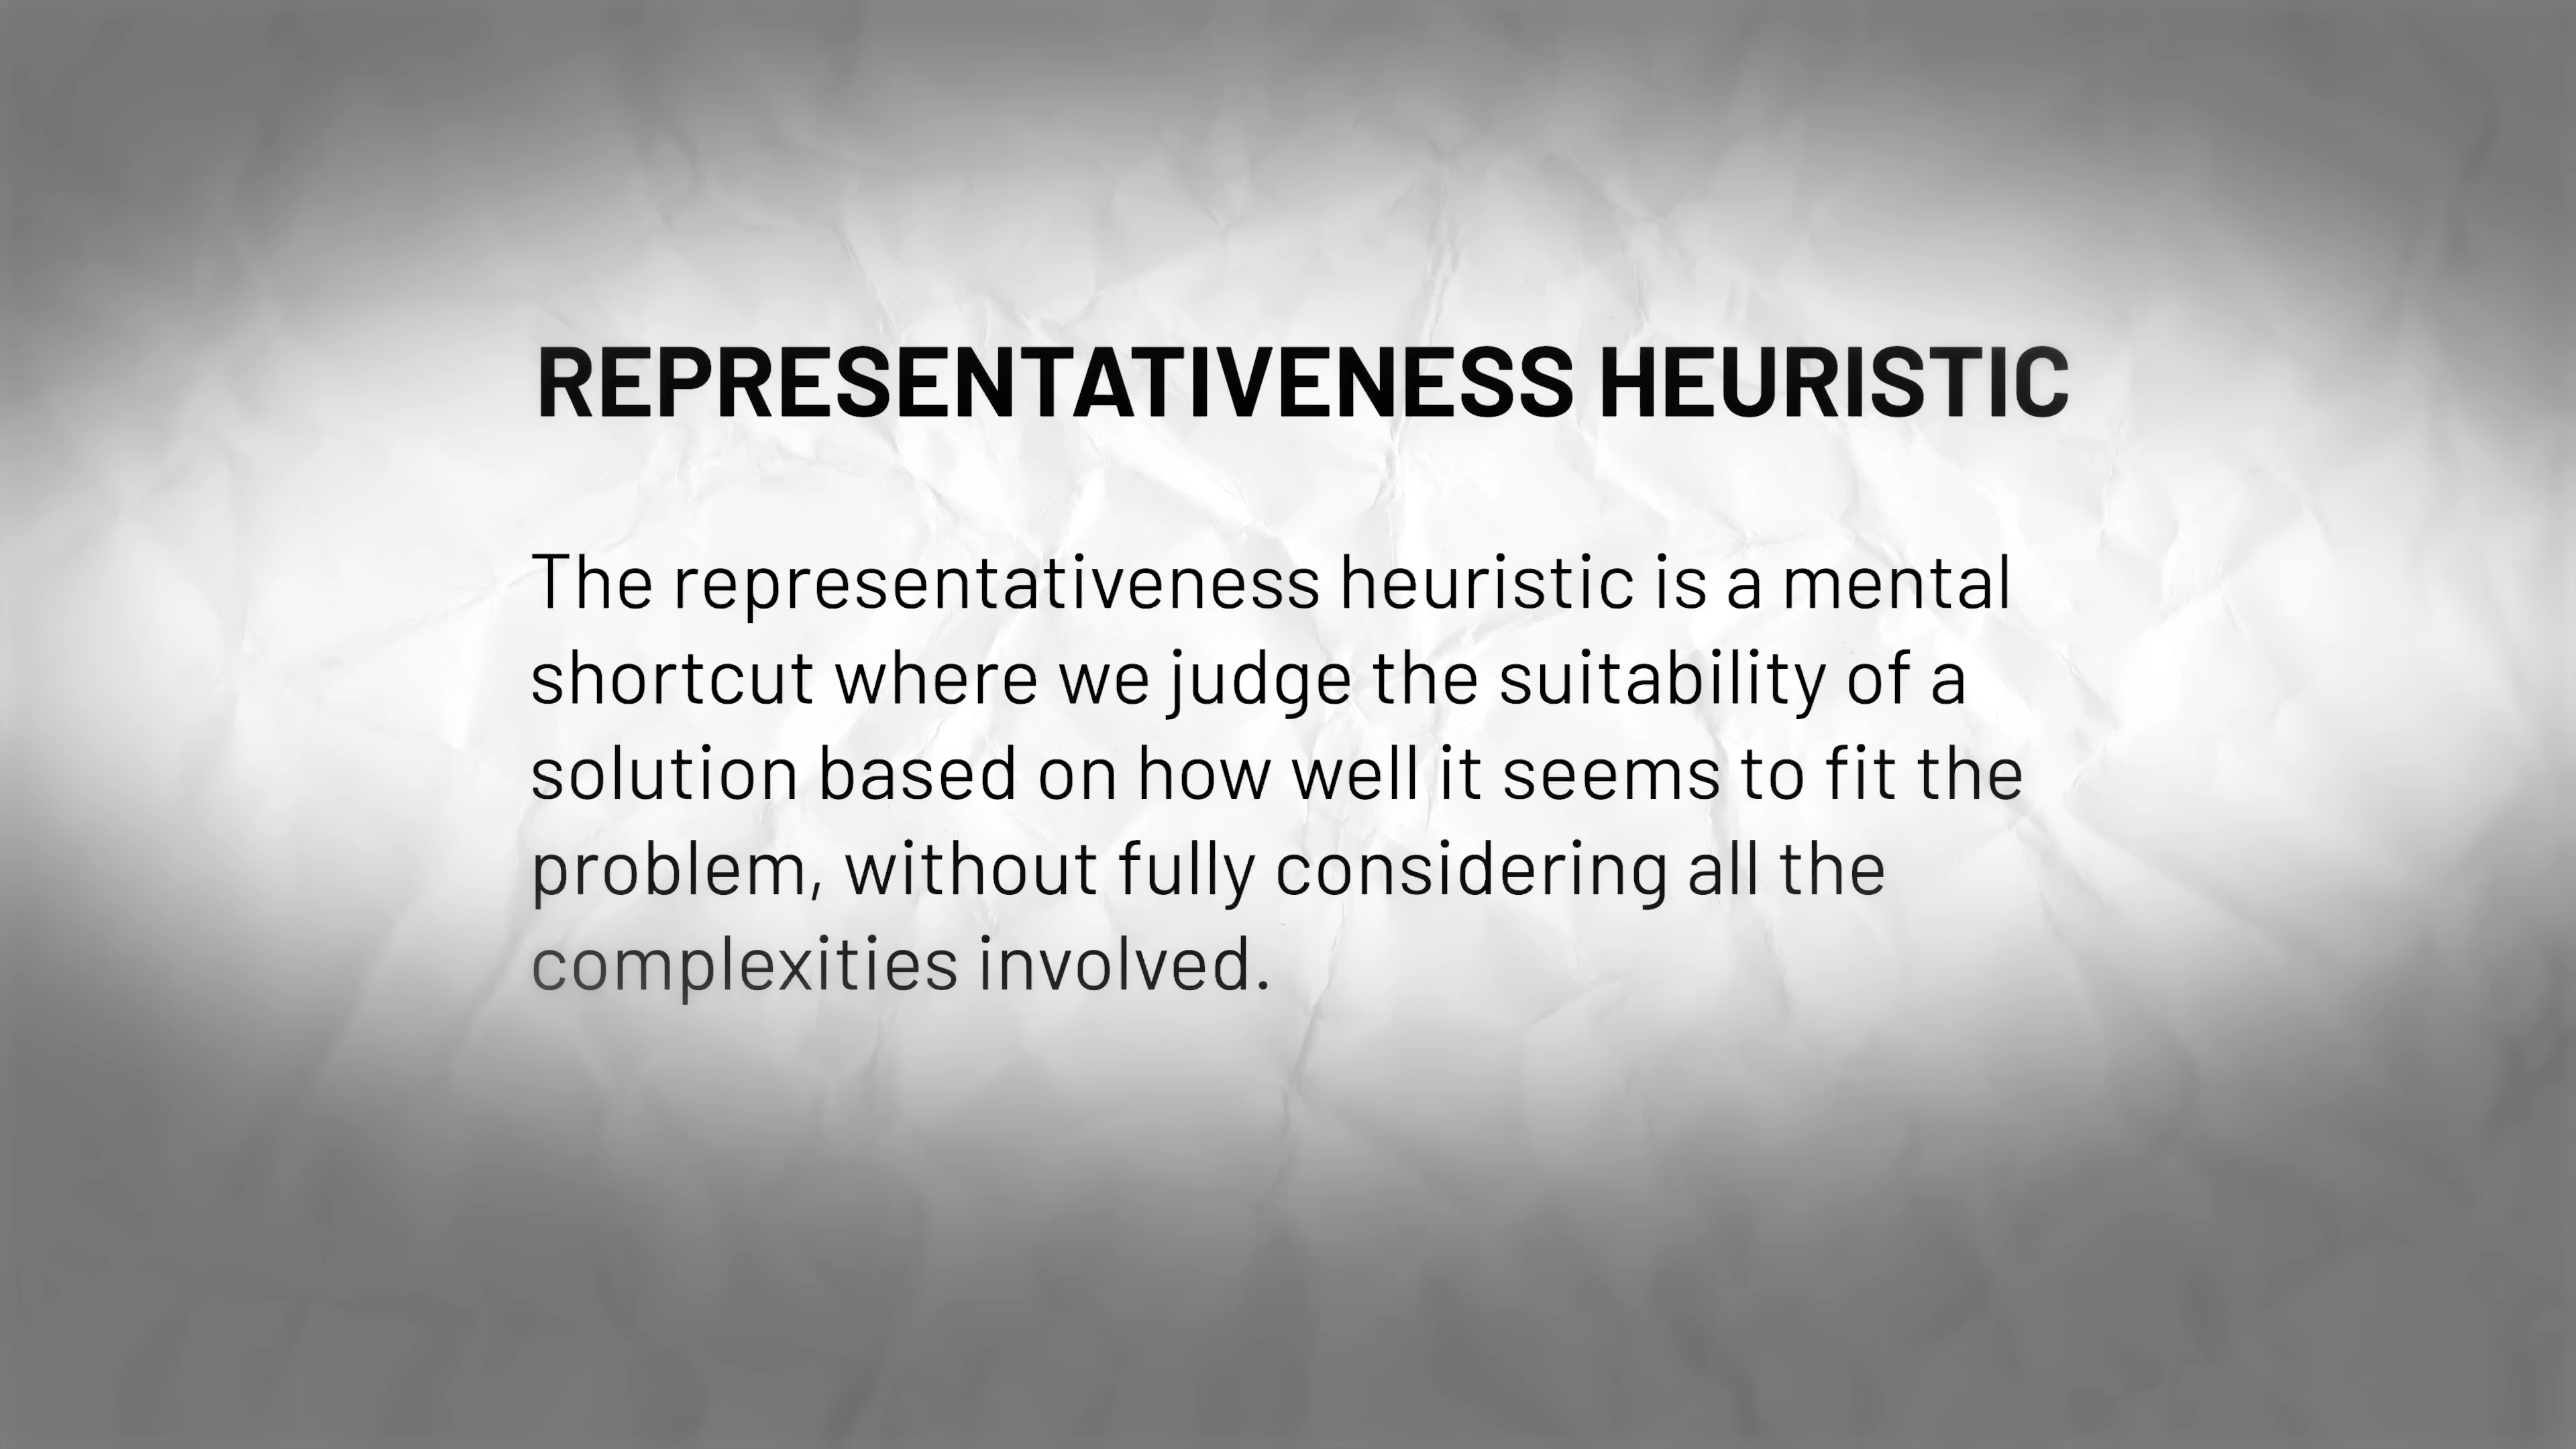 REPRESENTATIVENESS HEURISTIC
The representativeness heuristic is a mental
shortcut where we judge the suitability of a
solution based on how well it seems to fit the
problem, without fully considering all the
complexities involved.